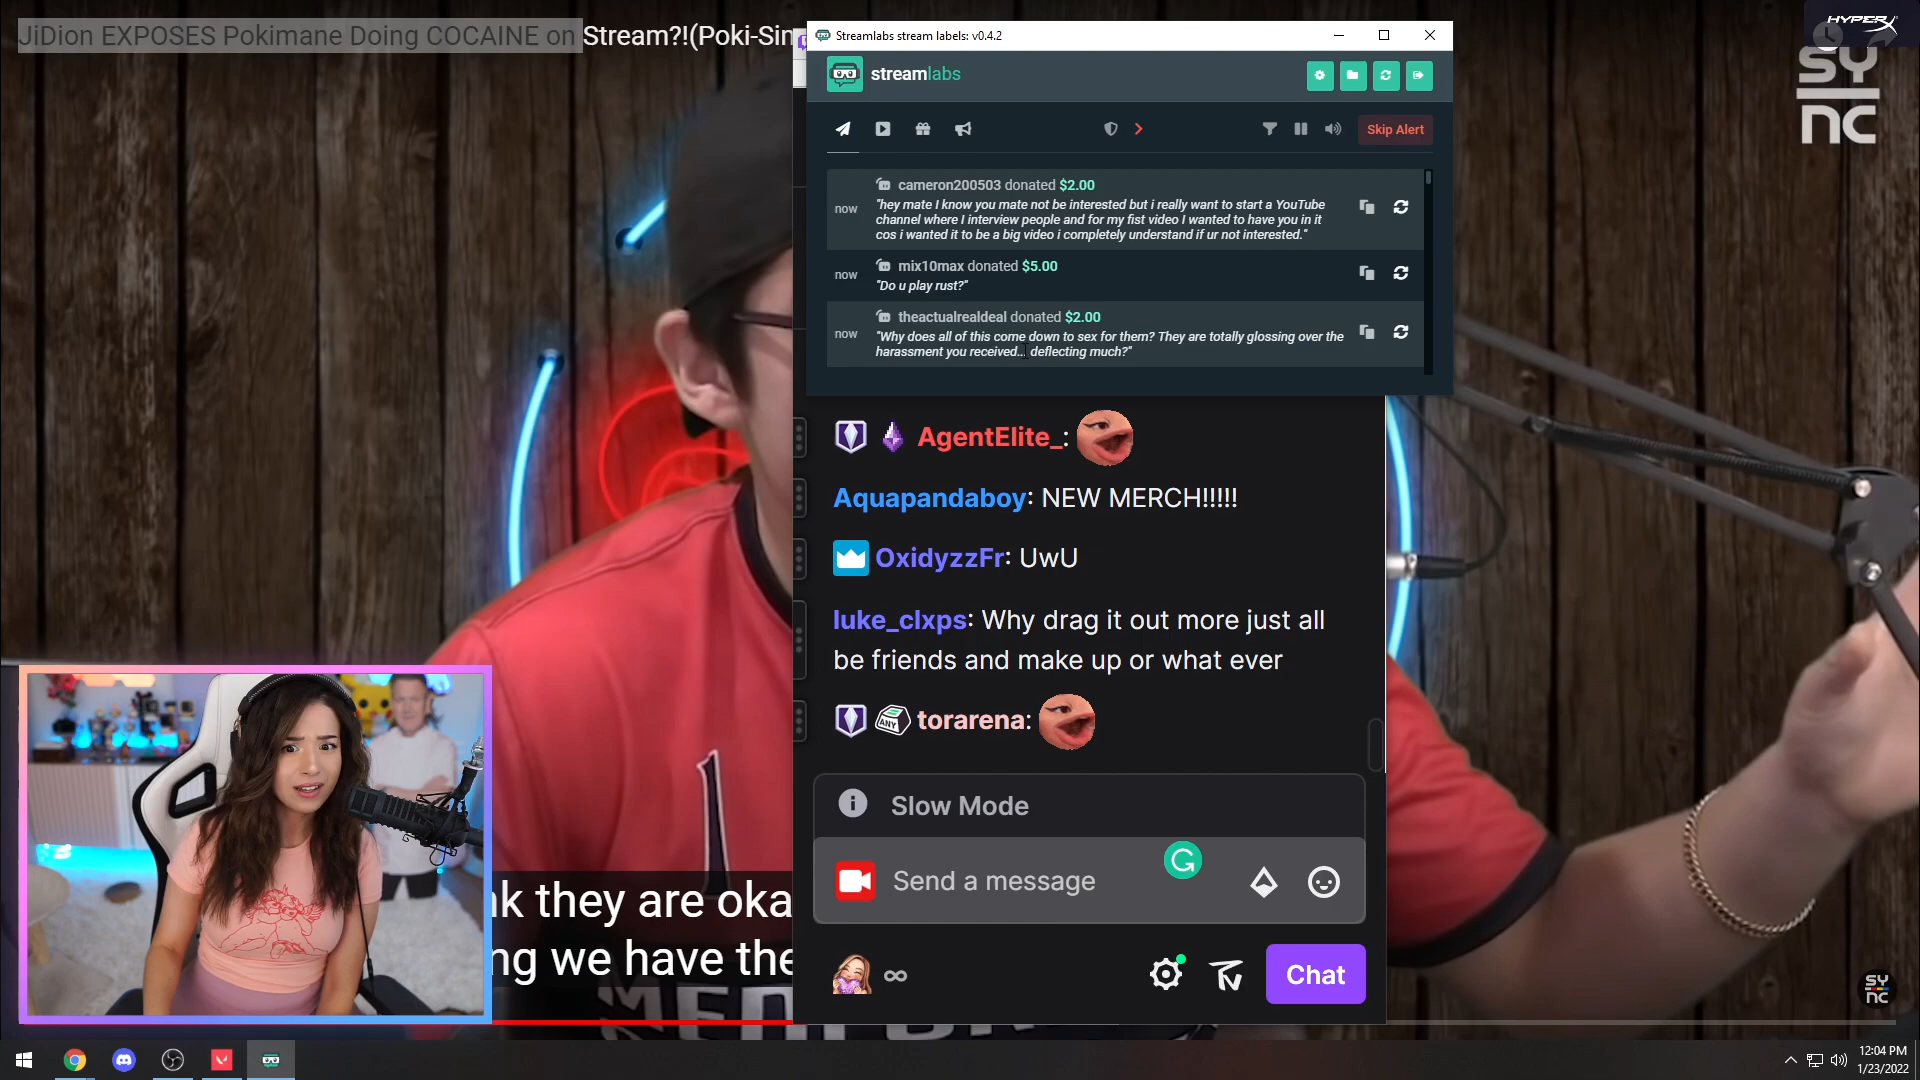 JiDion EXPOSES Pokimane Doing COCAINE on Stream?!(Poki-Sin
HYPERX
SYNC
Streamlabs stream labels: v0.4.2
streamlabs
Skip Alert
cameron200503 donated $2.00
now
"hey mate I know you mate not be interested but i really want to start a YouTube
channel where I interview people and for my fist video I wanted to have you in it
cos i wanted it to be a big video i completely understand if ur not interested."
mix10max donated $5.00
now
"Do u play rust?"
theactualrealdeal donated $2.00
now
"Why does all of this come down to sex for them? They are totally glossing over the
harassment you received... deflecting much?"
AgentElite_:
Aquapandaboy: NEW MERCH!!!!!
OxidyzzFr: UwU
luke_clxps: Why drag it out more just all
be friends and make up or what ever
ANY
torarena:
Slow Mode
Send a message
Chat
nk they are oka
ng we have the
1
SYNC
12:04 PM
1/23/2022